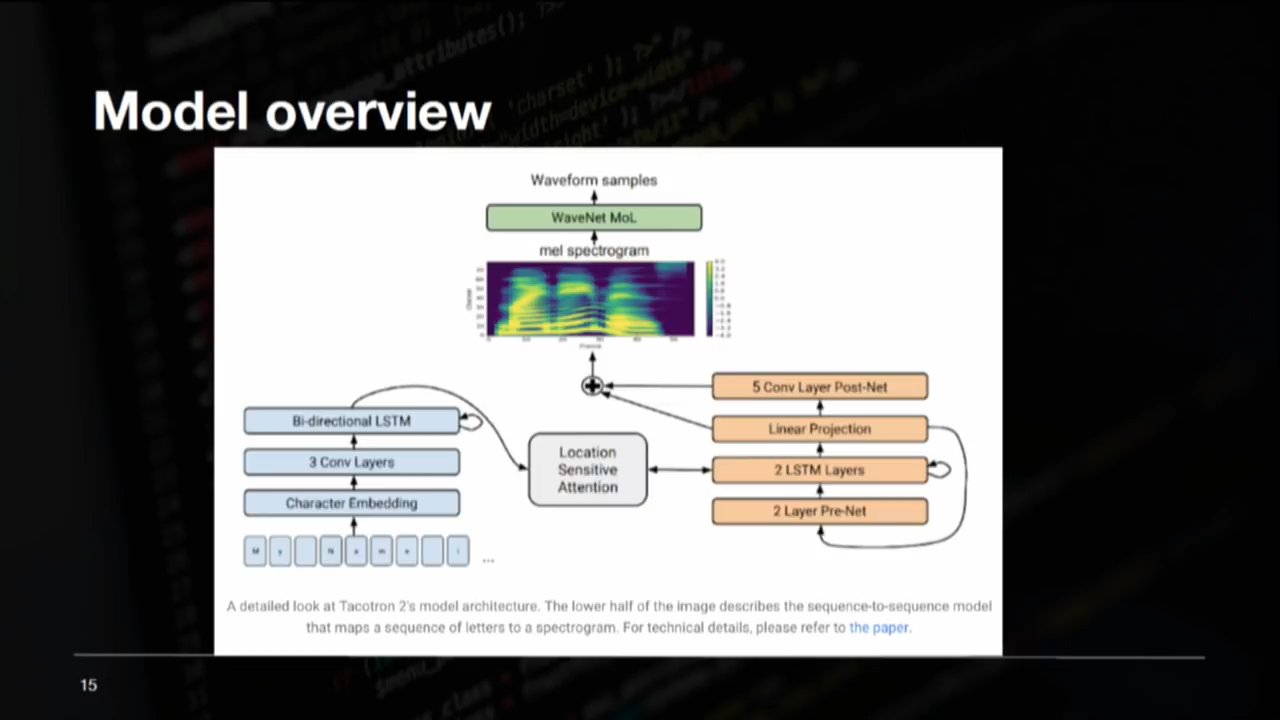 Model overview
Waveform samples
WaveNet MoL
mel spectrogram
5 Conv Layer Post-Net
Bi-directional LSTM
Linear Projection
Location
Sensitive
Attention
3 Conv Layers
2 LSTM Layers
Character Embedding
2 Layer Pre-Net
M y N a m e i ...
A detailed look at Tacotron 2's model architecture. The lower half of the image describes the sequence-to-sequence model
that maps a sequence of letters to a spectrogram. For technical details, please refer to the paper.
15